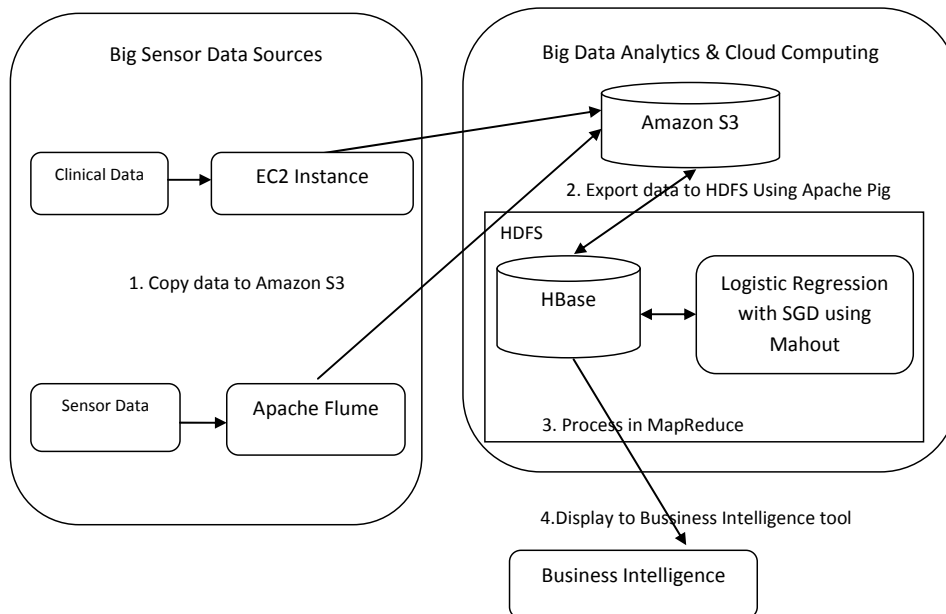 Big Sensor Data Sources
Clinical Data
EC2 Instance
1. Copy data to Amazon S3
Sensor Data
Apache Flume
Big Data Analytics & Cloud Computing
Amazon S3
2. Export data to HDFS Using Apache Pig
HDFS
HBase
Logistic Regression
with SGD using
Mahout
3. Process in MapReduce
4.Display to Bussiness Intelligence tool
Business Intelligence